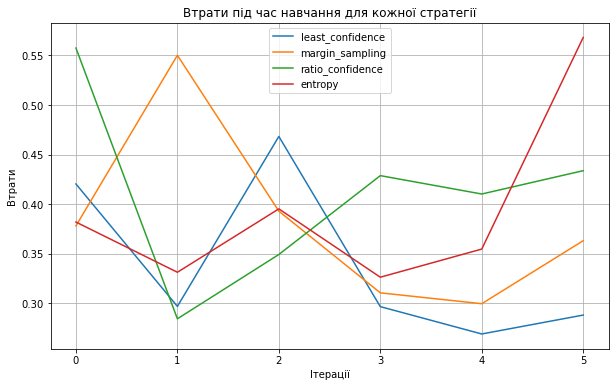 Втрати під час навчання для кожної стратегії
least_confidence
margin_sampling
ratio_confidence
entropy
Втрати
0.55
0.50
0.45
0.40
0.35
0.30
0 1 2 3 4 5
Ітерації